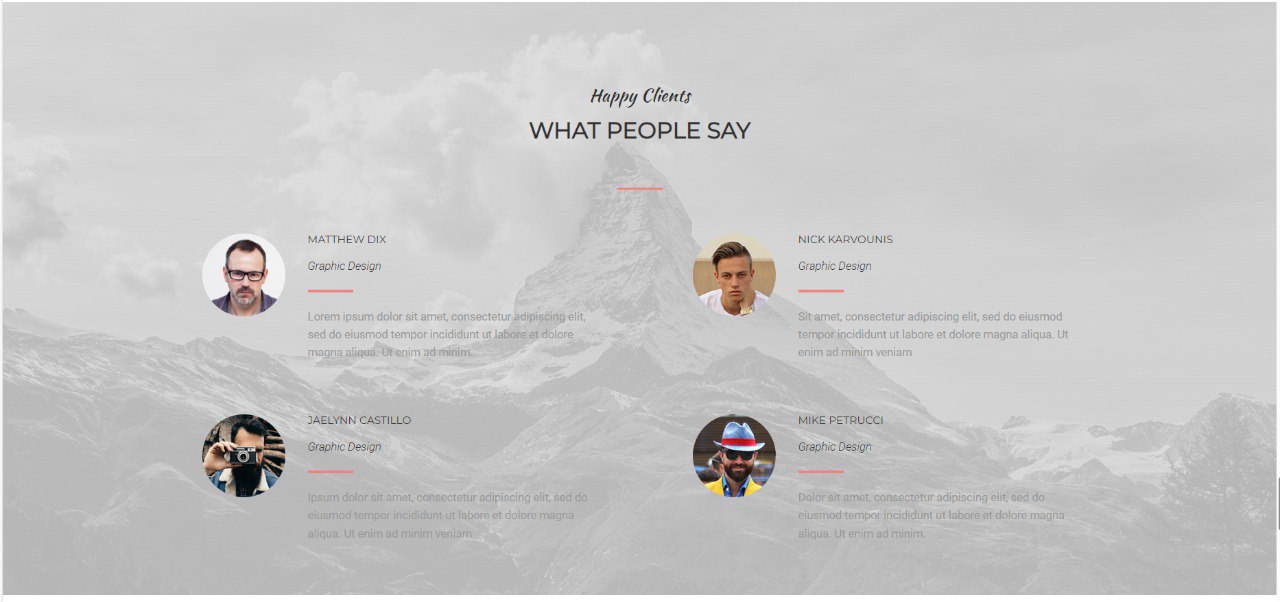 Happy Clients
WHAT PEOPLE SAY
MATTHEW DIX
Graphic Design
Lorem ipsum dolor sit amet, consectetur adipiscing elit,
sed do eiusmod tempor incididunt ut labore et dolore
magna aliqua. Ut enim ad minim.
NICK KARVOUNIS
Graphic Design
Sit amet, consectetur adipiscing elit, sed do eiusmod
tempor incididunt ut labore et dolore magna aliqua. Ut
enim ad minim veniam
JAELYNN CASTILLO
Graphic Design
Ipsum dolor sit amet, consectetur adipiscing elit, sed do
eiusmod tempor incididunt ut labore et dolore magna
aliqua. Ut enim ad minim veniam
MIKE PETRUCCI
Graphic Design
Dolor sit amet, consectetur adipiscing elit, sed do
eiusmod tempor incididunt ut labore et dolore magna
aliqua. Ut enim ad minim.